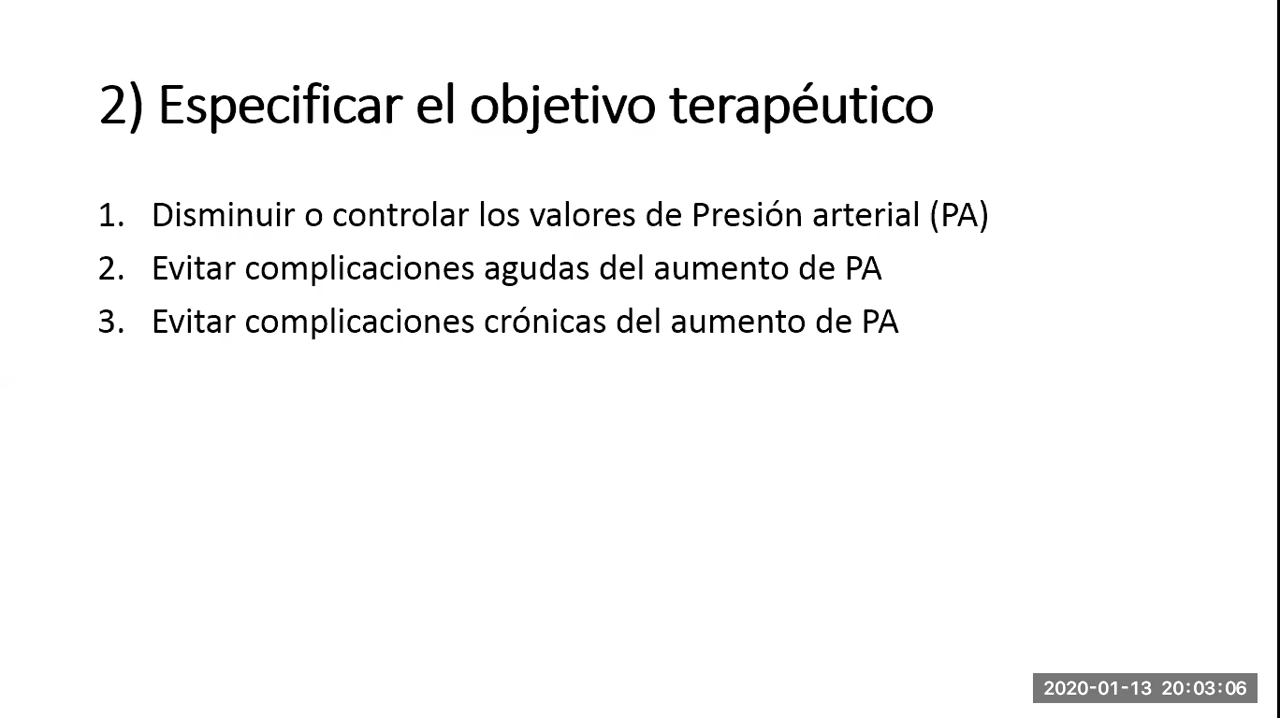 2) Especificar el objetivo terapéutico
1. Disminuir o controlar los valores de Presión arterial (PA)
2. Evitar complicaciones agudas del aumento de PA
3. Evitar complicaciones crónicas del aumento de PA
2020-01-13 20:03:06